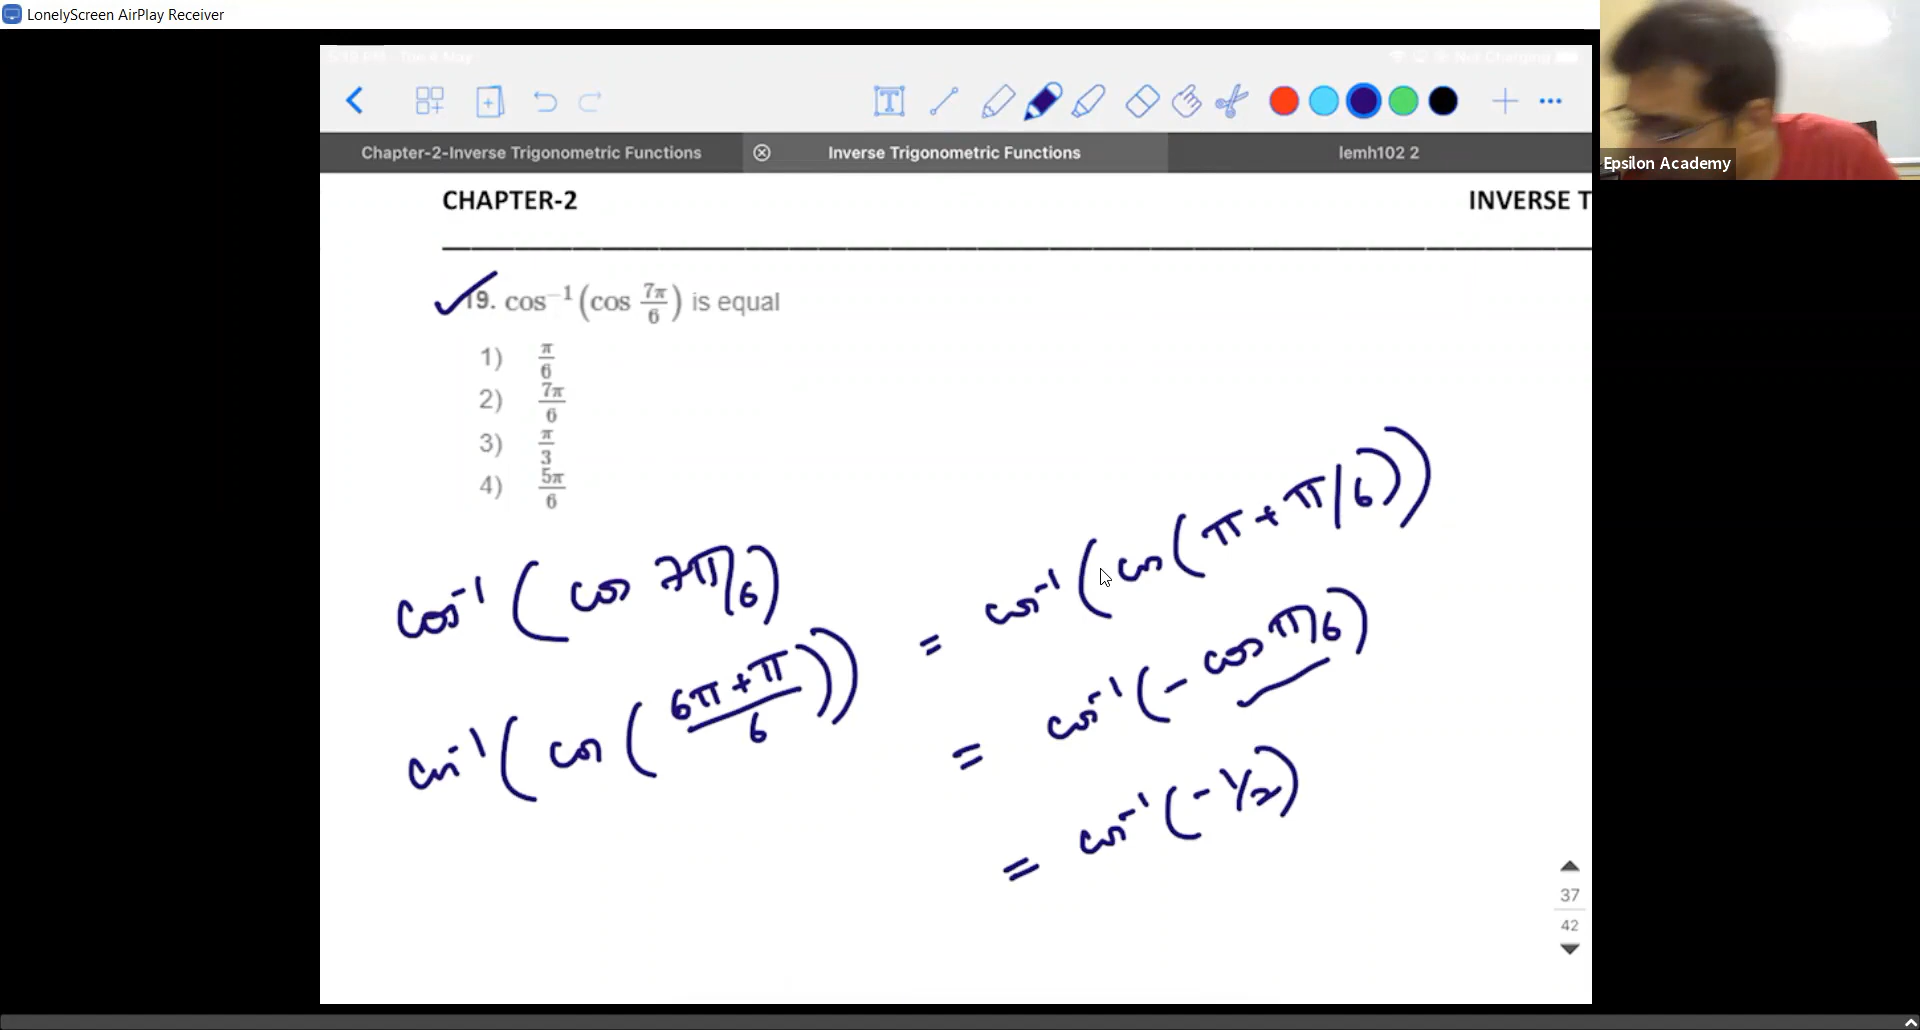 LonelyScreen AirPlay Receiver
Chapter-2-Inverse Trigonometric Functions
Inverse Trigonometric Functions
lemh102 2
Epsilon Academy
CHAPTER-2
INVERSE T
19. cos⁻¹(cos 7π/6) is equal
1) π/6
2) 7π/6
3) π/3
4) 5π/6
cos⁻¹(cos 7π/6)
cos⁻¹(cos(6π+π/6))
= cos⁻¹(cos(π+π/6))
= cos⁻¹(-cos π/6)
= cos⁻¹(-1/2)
37
42